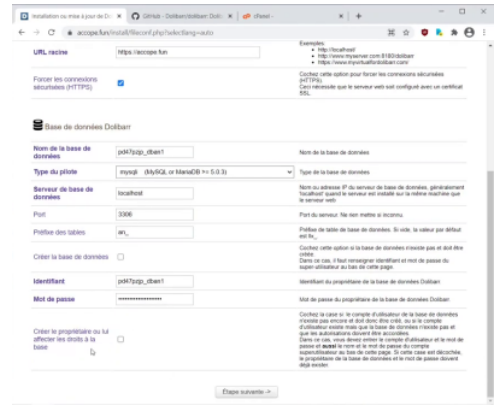 Installation ou mise à jour de D
GitHub - Dolibarr/dolibarr: Doli
cPanel -
accope.fun/install/fileconf.php?selectlang=auto
URL racine
https://accope.fun
Exemples:
http://localhost/
http://www.myserver.com:8180/dolibarr
https://www.myvirtualfordolibarr.com/
Forcer les connexions
sécurisées (HTTPS)
Cochez cette option pour forcer les connexions sécurisées
(HTTPS)
Ceci nécessite que le serveur web soit configuré avec un certificat
SSL.
Base de données Dolibarr
Nom de la base de
données
Nom de la base de données
Type du pilote
mysqli (MySQL or MariaDB >= 5.0.3)
Type de la base de données
Serveur de base de
données
localhost
Nom ou adresse IP du serveur de base de données, généralement
'localhost' quand le serveur est installé sur la même machine que
le serveur web.
Port
3306
Port du serveur. Ne rien mettre si inconnu.
Préfixe des tables
an_
Préfixe de table de base de données. Si vide, la valeur par défaut
est llx_.
Créer la base de données
Cochez cette option si la base de données n'existe pas et doit être
créée.
Dans ce cas, il faut renseigner identifiant et mot de passe du
super utilisateur au bas de cette page.
Identifiant
Identifiant du propriétaire de la base de données Dolibarr
Mot de passe
Mot de passe du propriétaire de la base de données Dolibarr
Créer le propriétaire ou lui
affecter les droits à la
base
Cochez la case si: le compte d'utilisateur de la base de données
n'existe pas encore et doit donc être créé, ou si le compte
d'utilisateur existe mais que la base de données n'existe pas et
que les autorisations doivent être accordées.
Dans ce cas, vous devez entrer le compte d'utilisateur et le mot de
passe et aussi le nom et le mot de passe du compte
superutilisateur au bas de cette page. Si cette case est décochée,
le propriétaire de la base de données et le mot de passe doivent
déjà exister.
Étape suivante ->